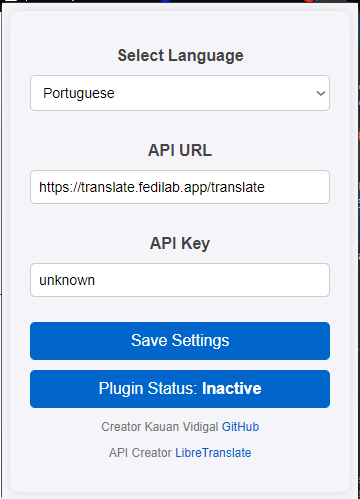 Select Language
Portuguese
API URL
https://translate.fedilab.app/translate
API Key
unknown
Save Settings
Plugin Status: Inactive
Creator Kauan Vidigal GitHub
API Creator LibreTranslate